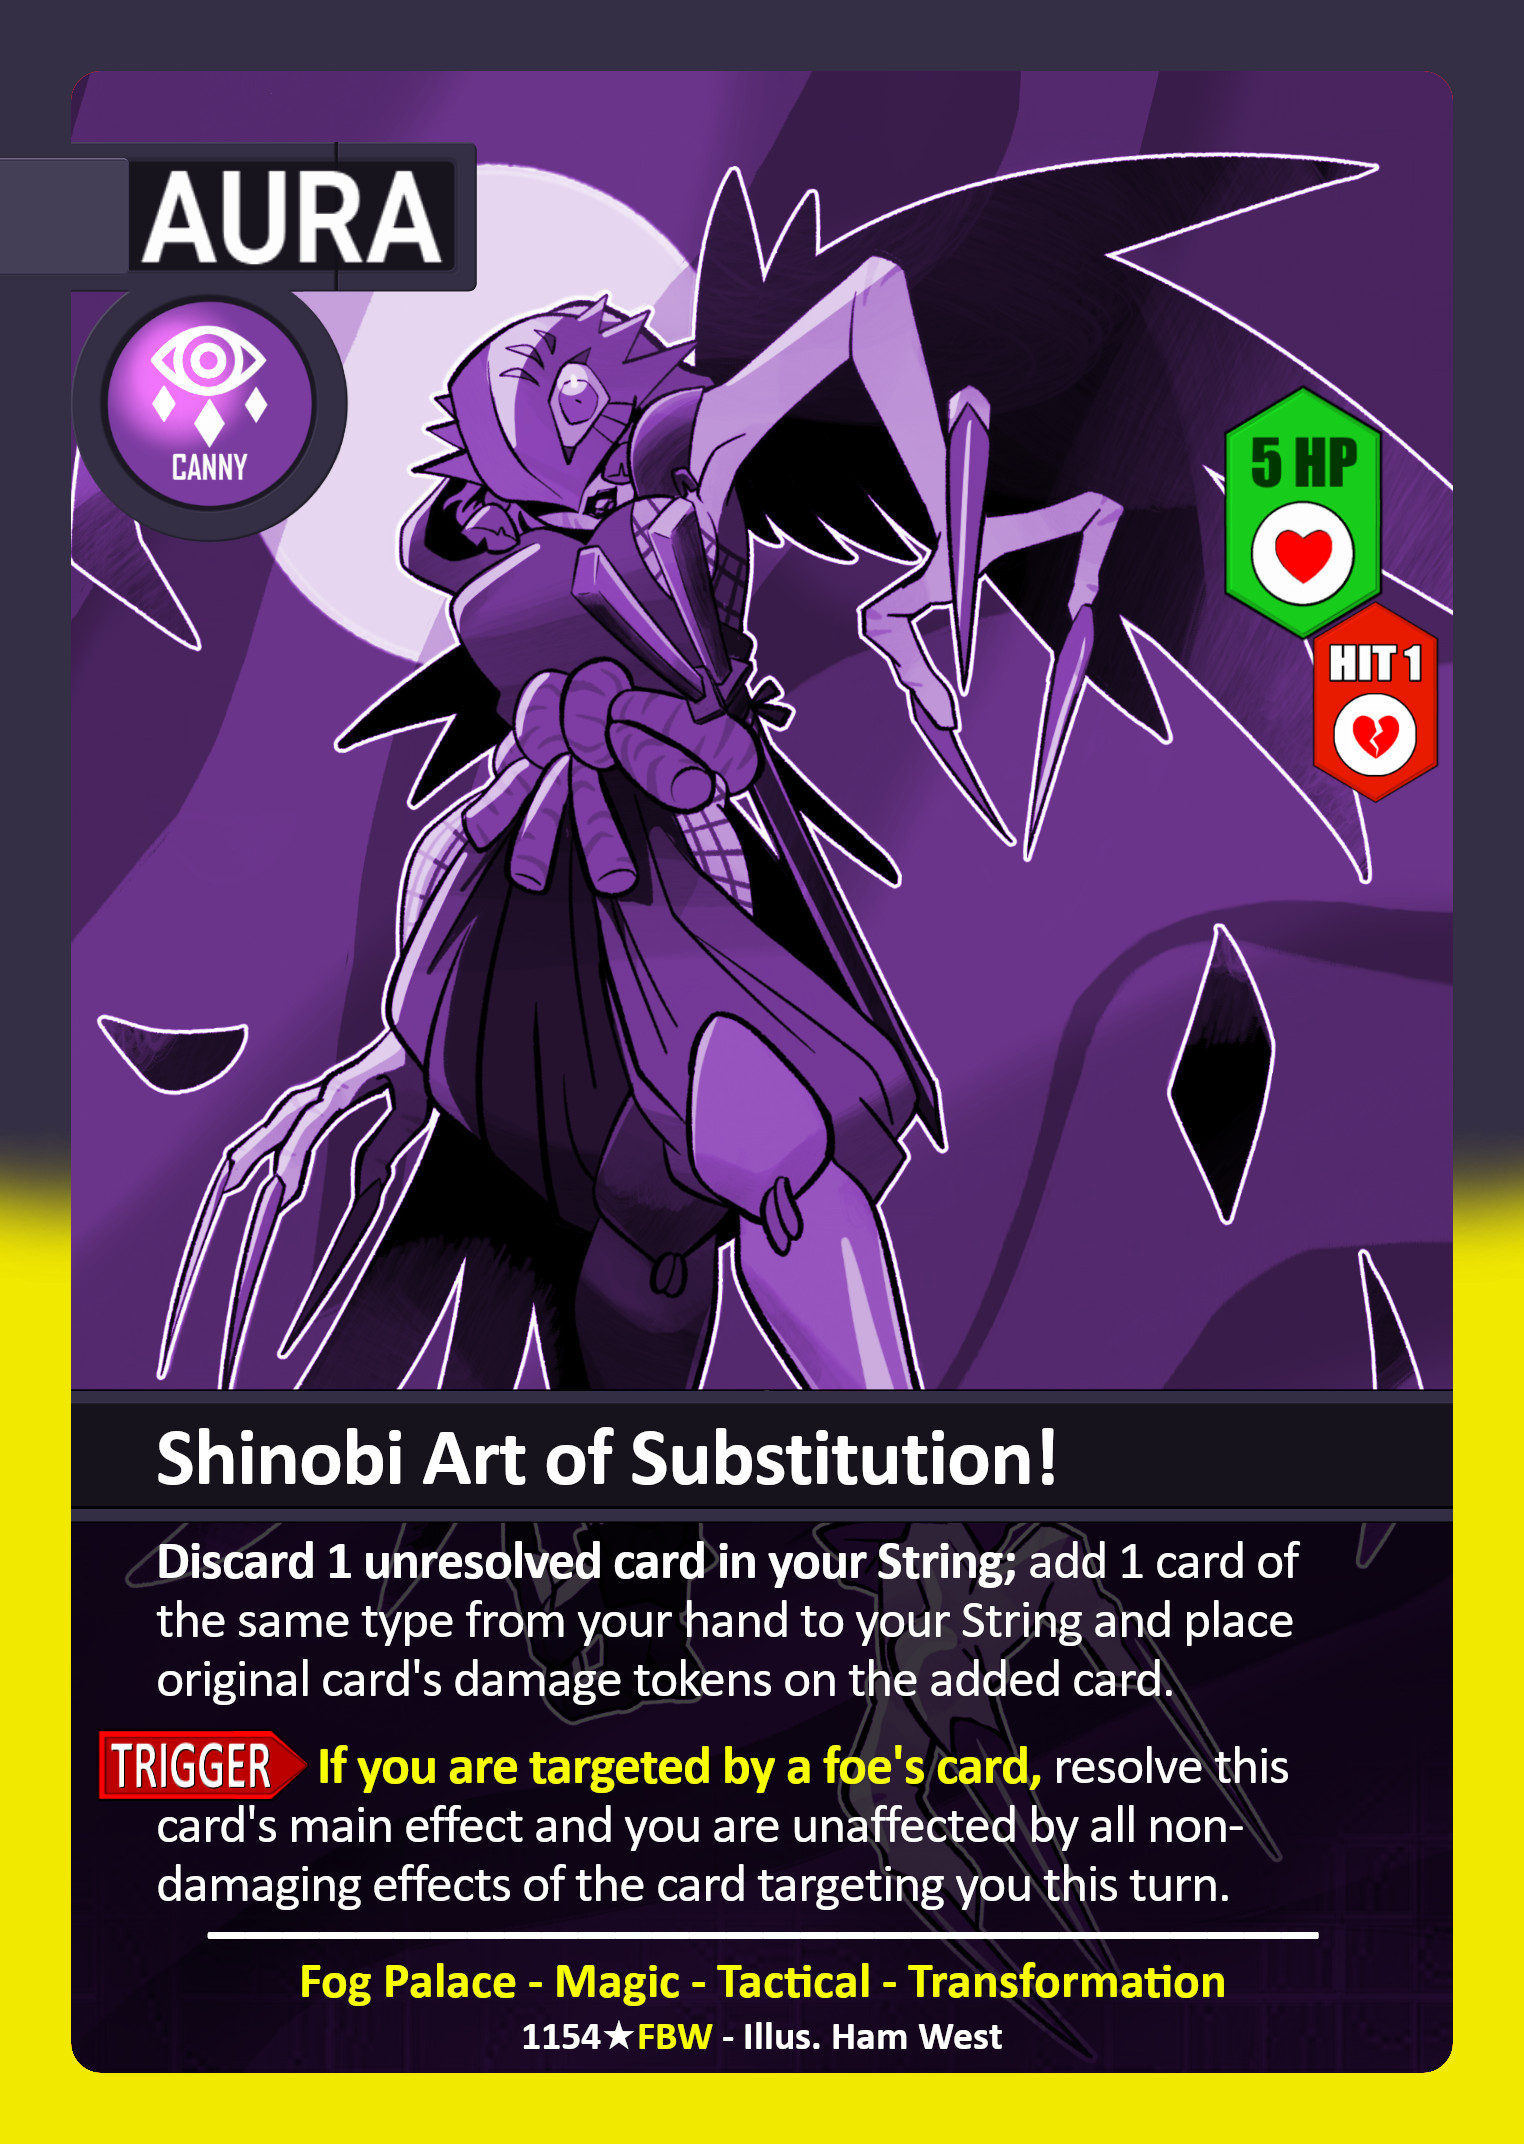 AURA
CANNY
5 HP
HIT 1
Shinobi Art of Substitution!
Discard 1 unresolved card in your String; add 1 card of
the same type from your hand to your String and place
original card's damage tokens on the added card.
TRIGGER If you are targeted by a foe's card, resolve this
card's main effect and you are unaffected by all non-
damaging effects of the card targeting you this turn.
Fog Palace - Magic - Tactical - Transformation
1154★FBW - Illus. Ham West